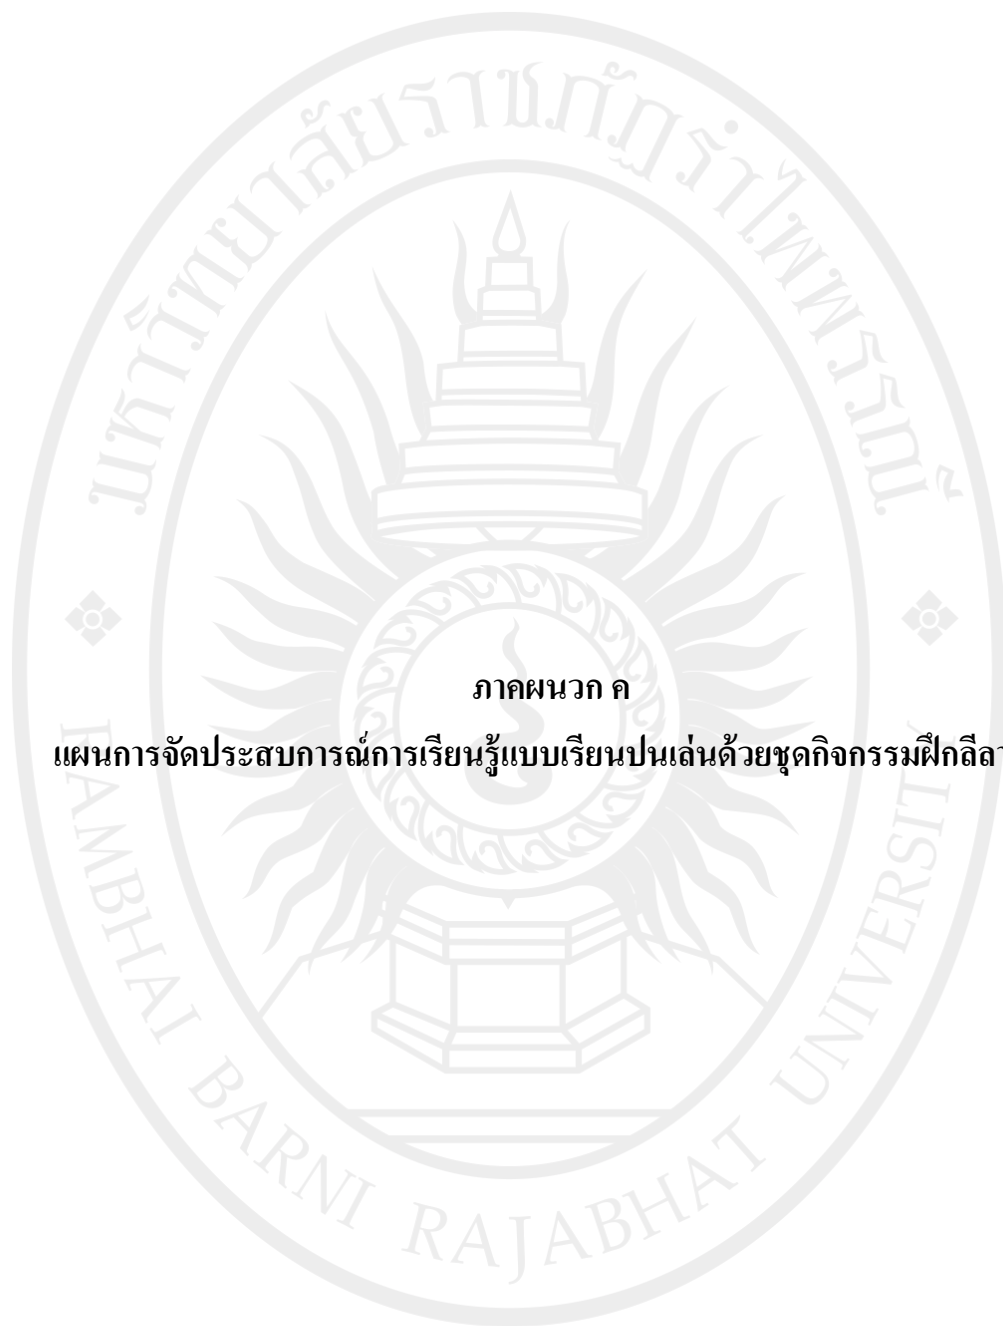 มหาวิทยาลัยราชภัฏรำไพพรรณี
ภาคผนวก ค
แผนการจัดประสบการณ์การเรียนรู้แบบเรียนปนเล่นด้วยชุดกิจกรรมฝึกลีลา
RAMBHAI BARNI RAJABHAT UNIVERSIT